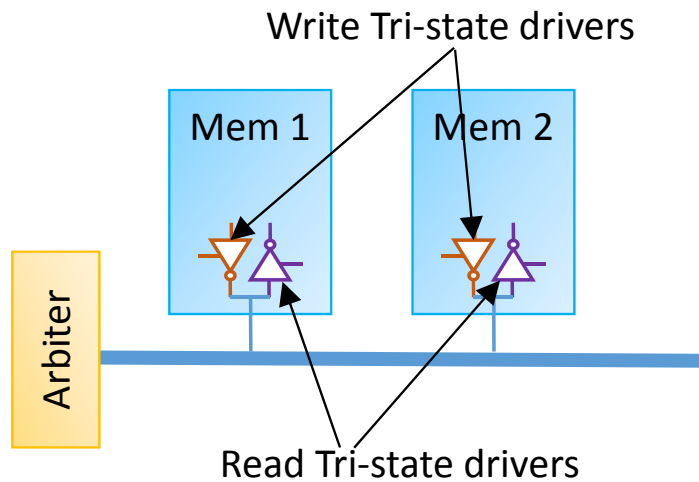 Write Tri-state drivers
Mem 1
Mem 2
Arbiter
Read Tri-state drivers